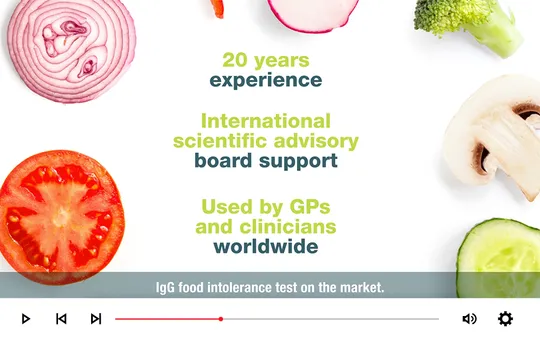 20 years
experience
International
scientific advisory
board support
Used by GPs
and clinicians
worldwide
IgG food intolerance test on the market.